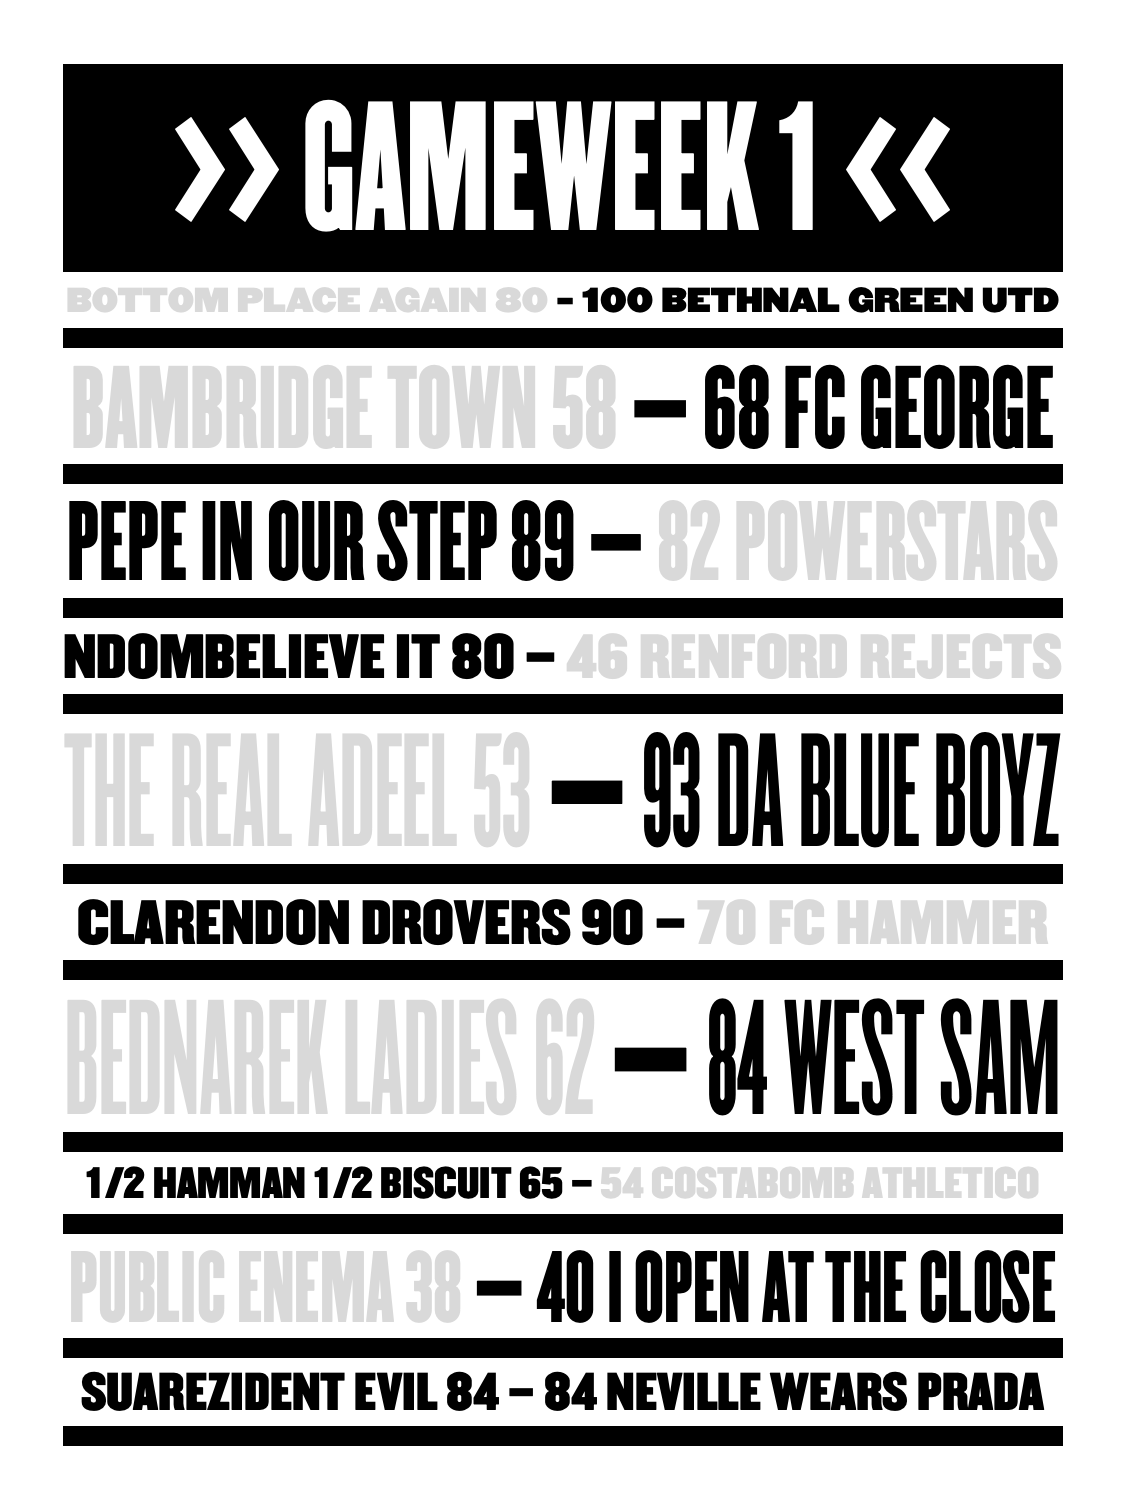 >> GAMEWEEK 1 <<
BOTTOM PLACE AGAIN 80 – 100 BETHNAL GREEN UTD
BAMBRIDGE TOWN 58 – 68 FC GEORGE
PEPE IN OUR STEP 89 – 82 POWERSTARS
NDOMBELIEVE IT 80 – 46 RENFORD REJECTS
THE REAL ADEEL 53 – 93 DA BLUE BOYZ
CLARENDON DROVERS 90 – 70 FC HAMMER
BEDNAREK LADIES 62 – 84 WEST SAM
1/2 HAMMAN 1/2 BISCUIT 65 – 54 COSTABOMB ATHLETICO
PUBLIC ENEMA 38 – 40 I OPEN AT THE CLOSE
SUAREZIDENT EVIL 84 – 84 NEVILLE WEARS PRADA